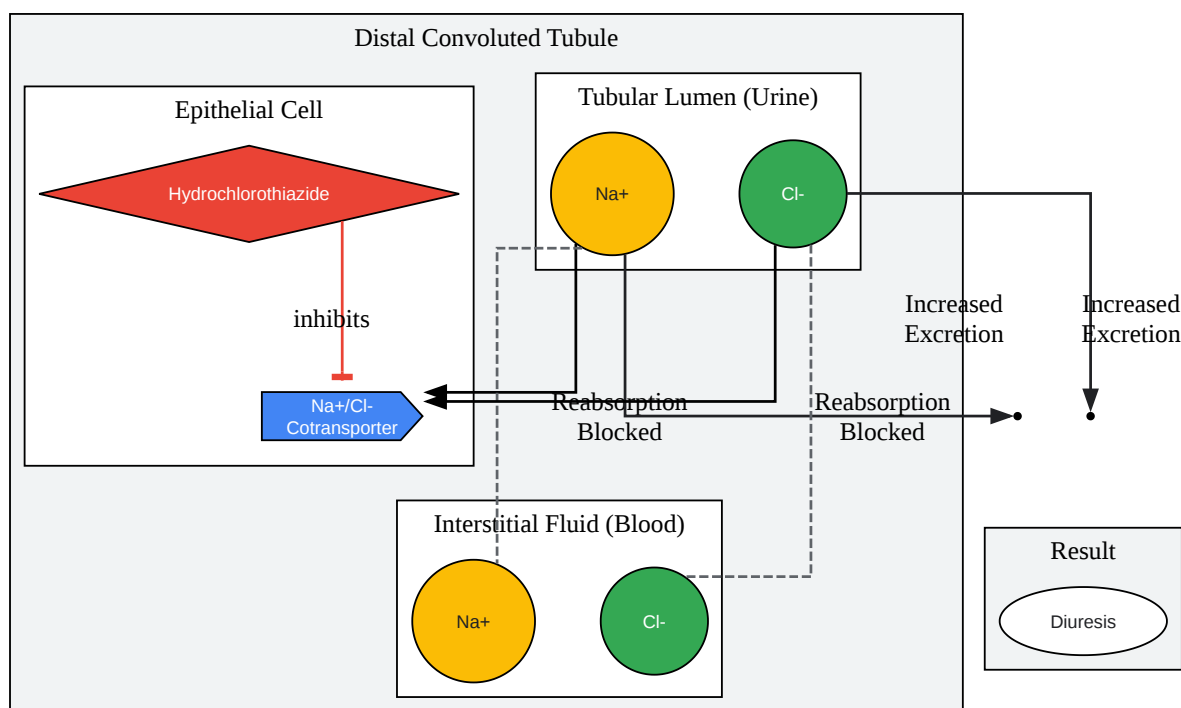 Distal Convoluted Tubule
Epithelial Cell
Tubular Lumen (Urine)
Hydrochlorothiazide
Na+
Cl-
inhibits
Increased
Excretion
Increased
Excretion
Na+/Cl-
Cotransporter
Reabsorption
Blocked
Reabsorption
Blocked
Interstitial Fluid (Blood)
Na+
Cl-
Result
Diuresis